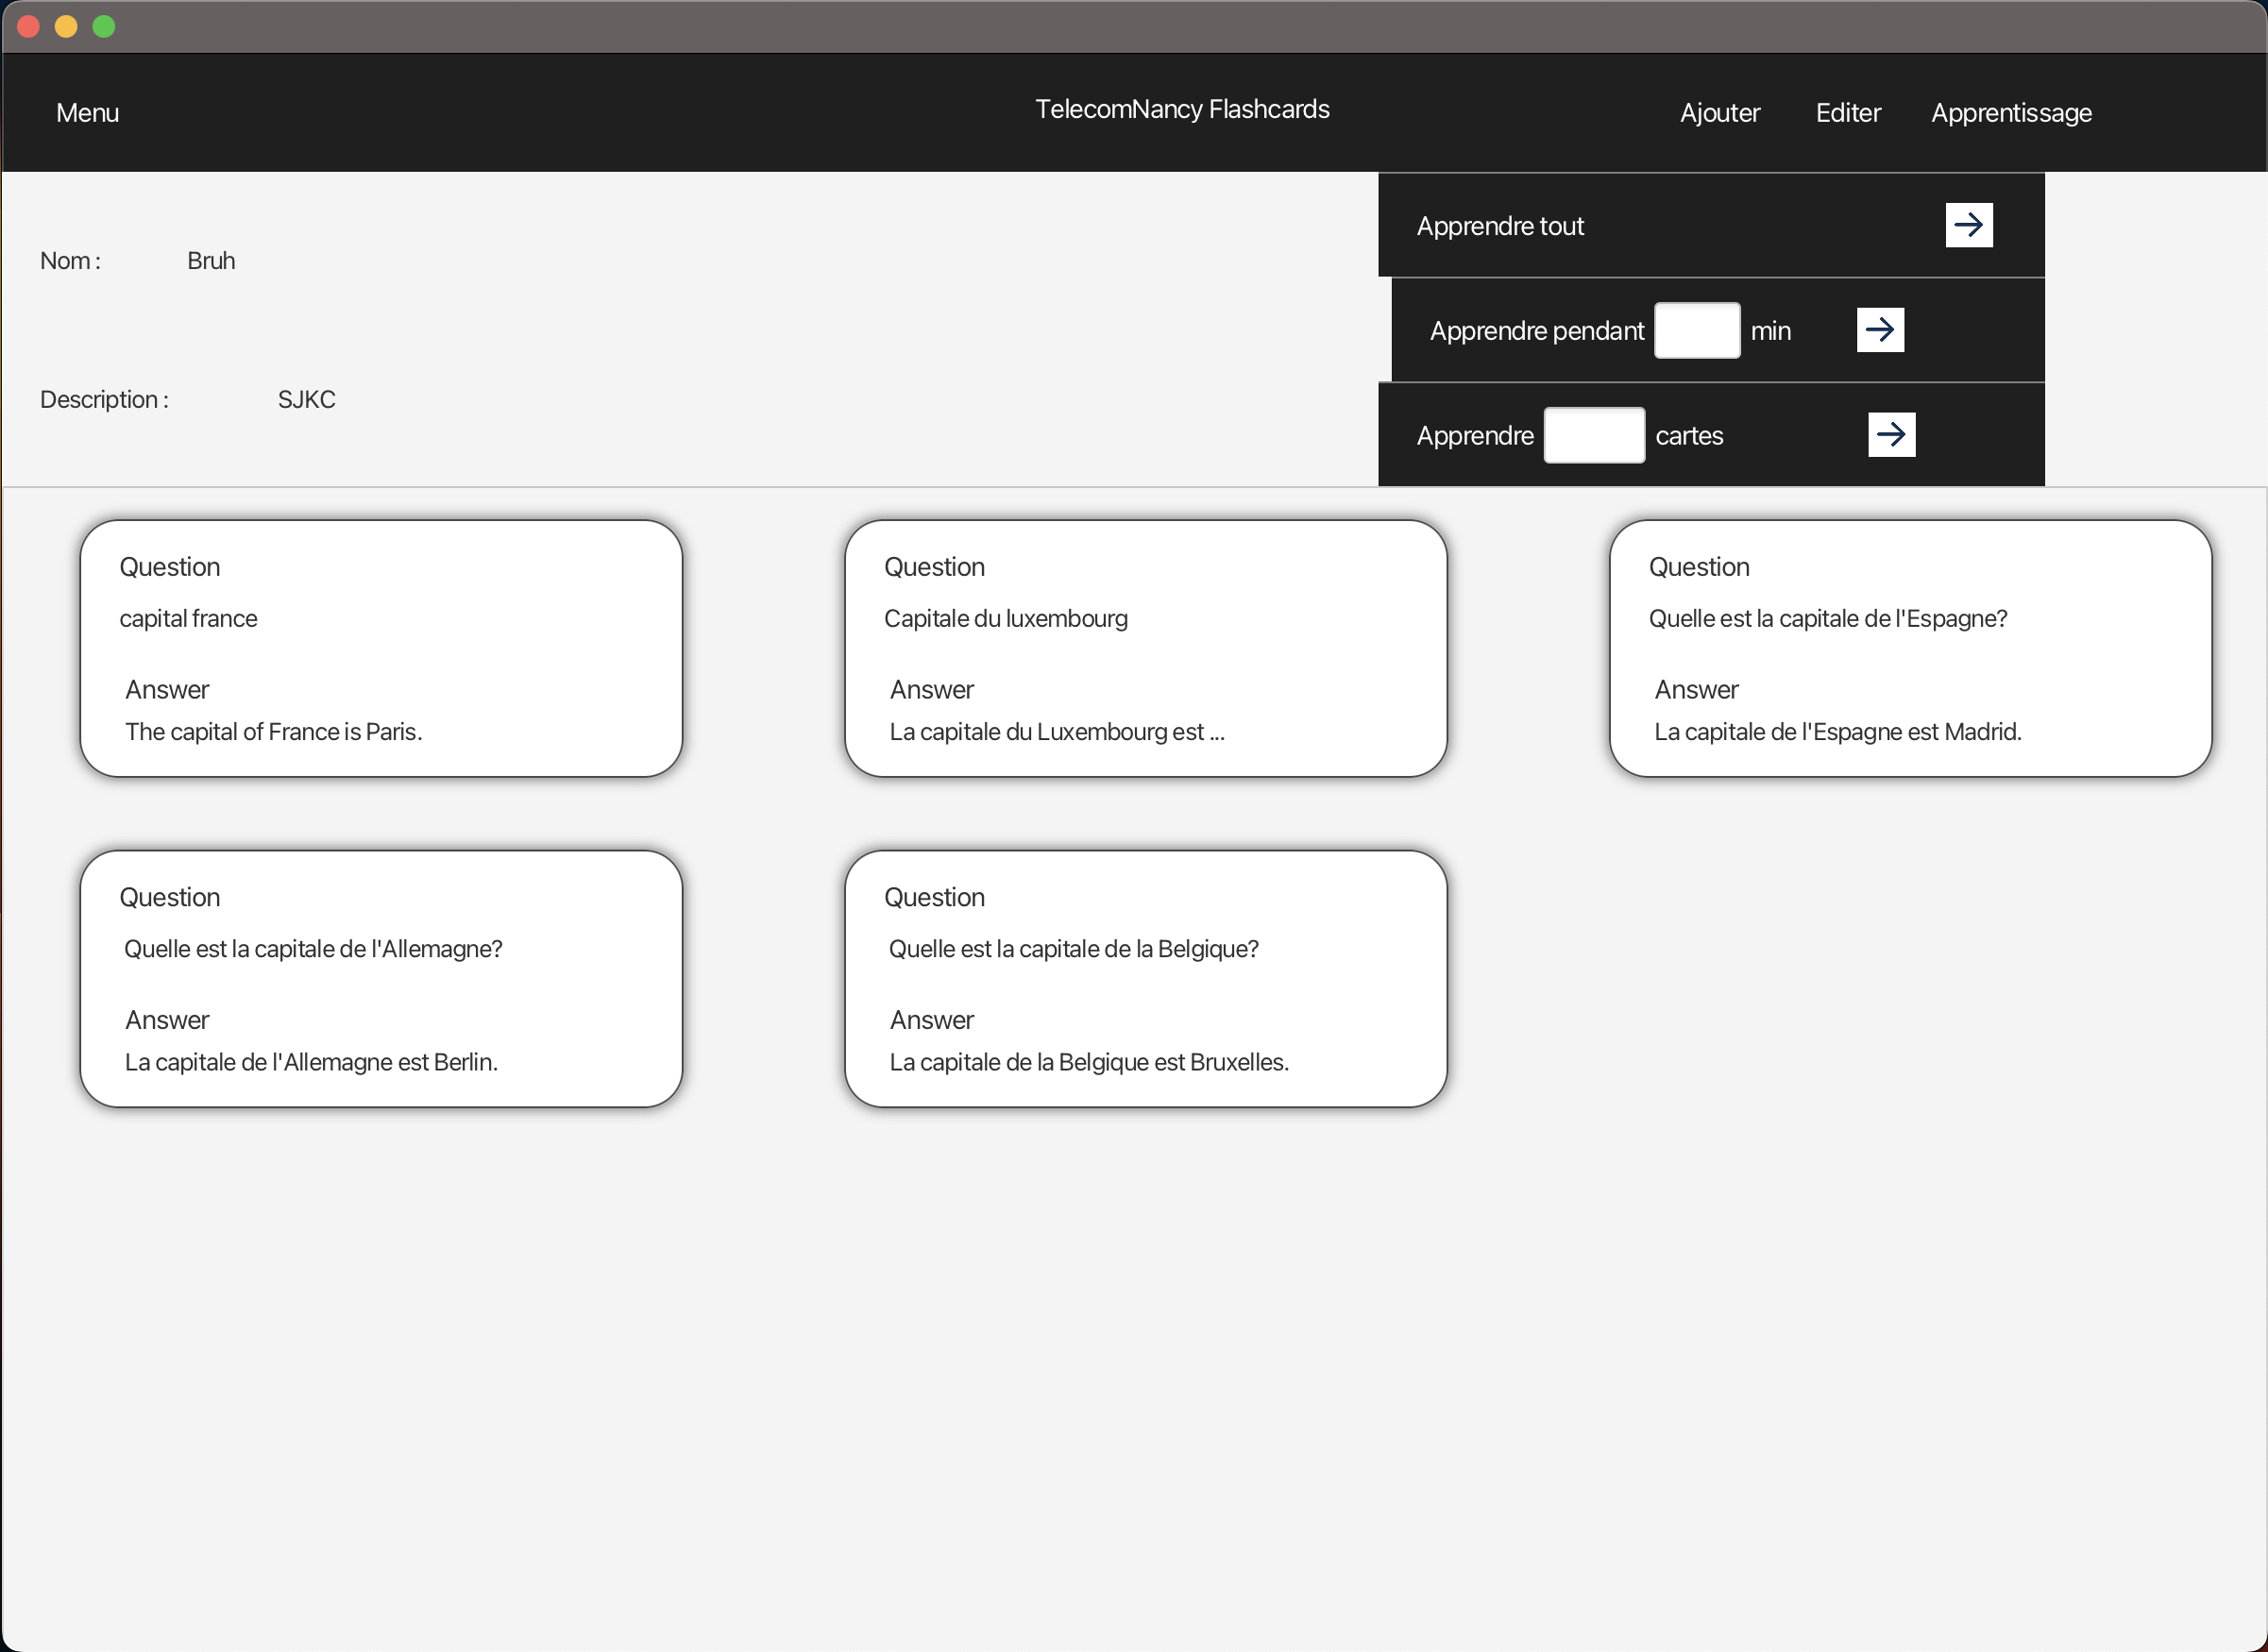 Menu
TelecomNancy Flashcards
Ajouter
Editer
Apprentissage
Nom :
Bruh
Description :
SJKC
Apprendre tout
Apprendre pendant
min
Apprendre
cartes
Question
capital france
Answer
The capital of France is Paris.
Question
Capitale du luxembourg
Answer
La capitale du Luxembourg est ...
Question
Quelle est la capitale de l'Espagne?
Answer
La capitale de l'Espagne est Madrid.
Question
Quelle est la capitale de l'Allemagne?
Answer
La capitale de l'Allemagne est Berlin.
Question
Quelle est la capitale de la Belgique?
Answer
La capitale de la Belgique est Bruxelles.